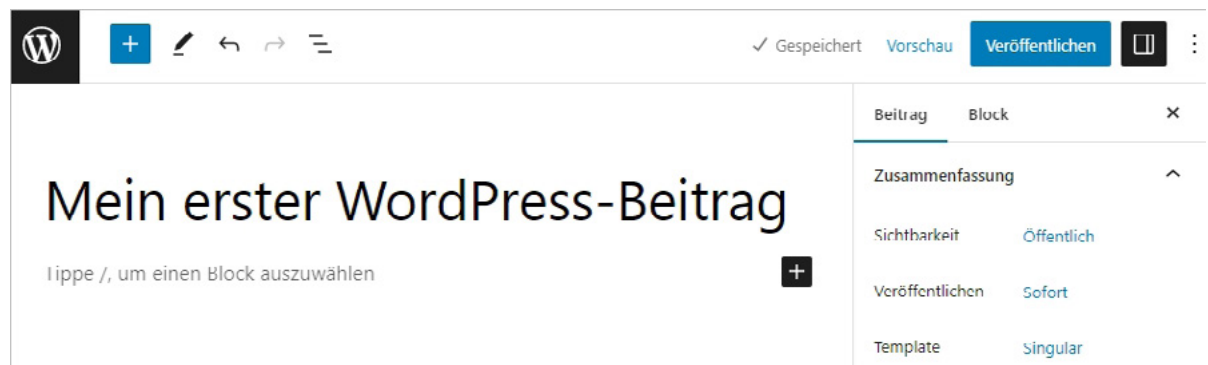 Gespeichert Vorschau Veröffentlichen
Beitrag Block
Mein erster WordPress-Beitrag
Tippe /, um einen Block auszuwählen
Zusammenfassung
Sichtbarkeit Öffentlich
Veröffentlichen Sofort
Template Singular